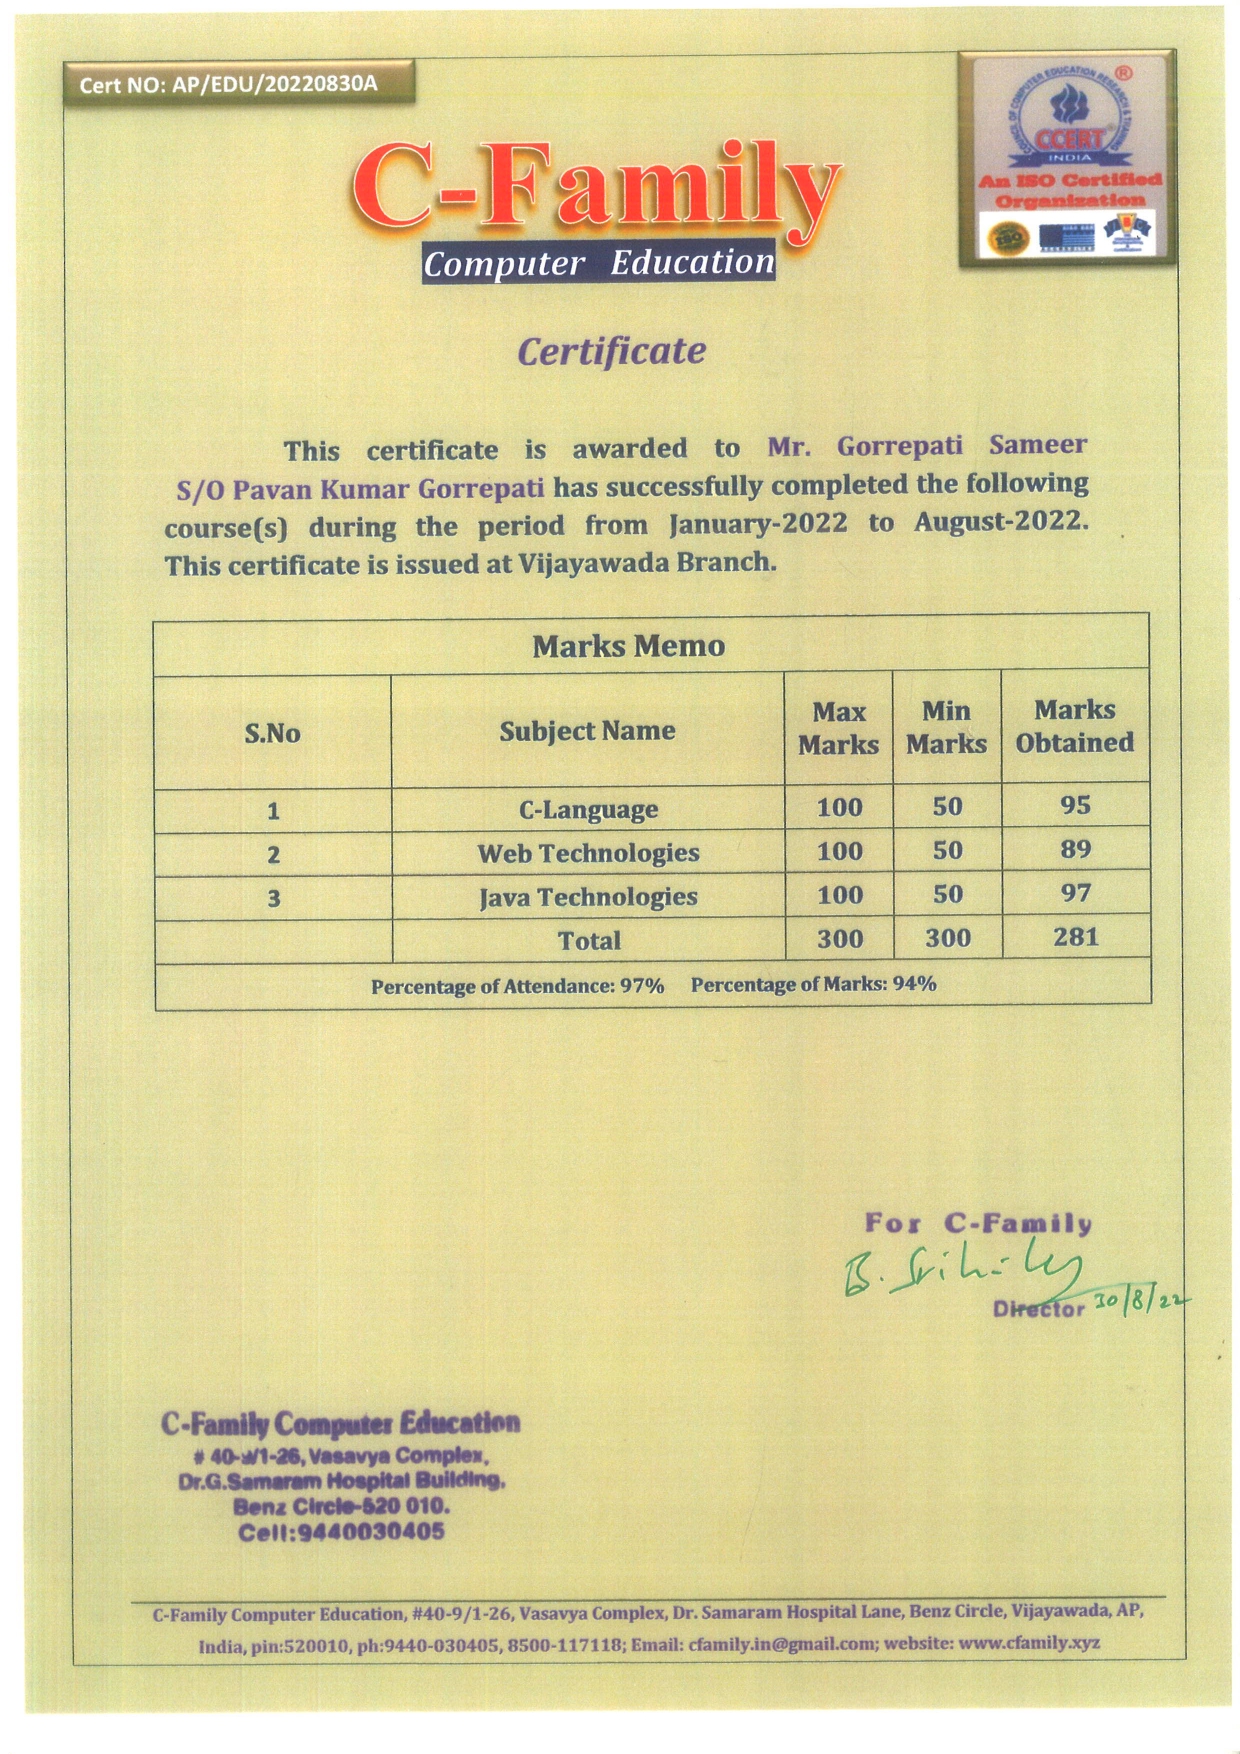 Cert NO: AP/EDU/20220830A
COUNCIL OF COMPUTER EDUCATION RESEARCH & TRAINING
®
CCERT
INDIA
An ISO Certified
Organization
ISO
C-Family
Computer Education
Certificate
This certificate is awarded to Mr. Gorrepati Sameer
S/O Pavan Kumar Gorrepati has successfully completed the following
course(s) during the period from January-2022 to August-2022.
This certificate is issued at Vijayawada Branch.
Marks Memo
S.No Subject Name Max Marks Min Marks Marks Obtained
1 C-Language 100 50 95
2 Web Technologies 100 50 89
3 Java Technologies 100 50 97
Total 300 300 281
Percentage of Attendance: 97% Percentage of Marks: 94%
For C-Family
B.
Director 30/8/22
C-Family Computer Education
# 40-9/1-26, Vasavya Complex,
Dr.G.Samaram Hospital Building,
Benz Circle-520 010.
Cell:9440030405
C-Family Computer Education, #40-9/1-26, Vasavya Complex, Dr. Samaram Hospital Lane, Benz Circle, Vijayawada, AP,
India, pin:520010, ph:9440-030405, 8500-117118; Email: cfamily.in@gmail.com; website: www.cfamily.xyz